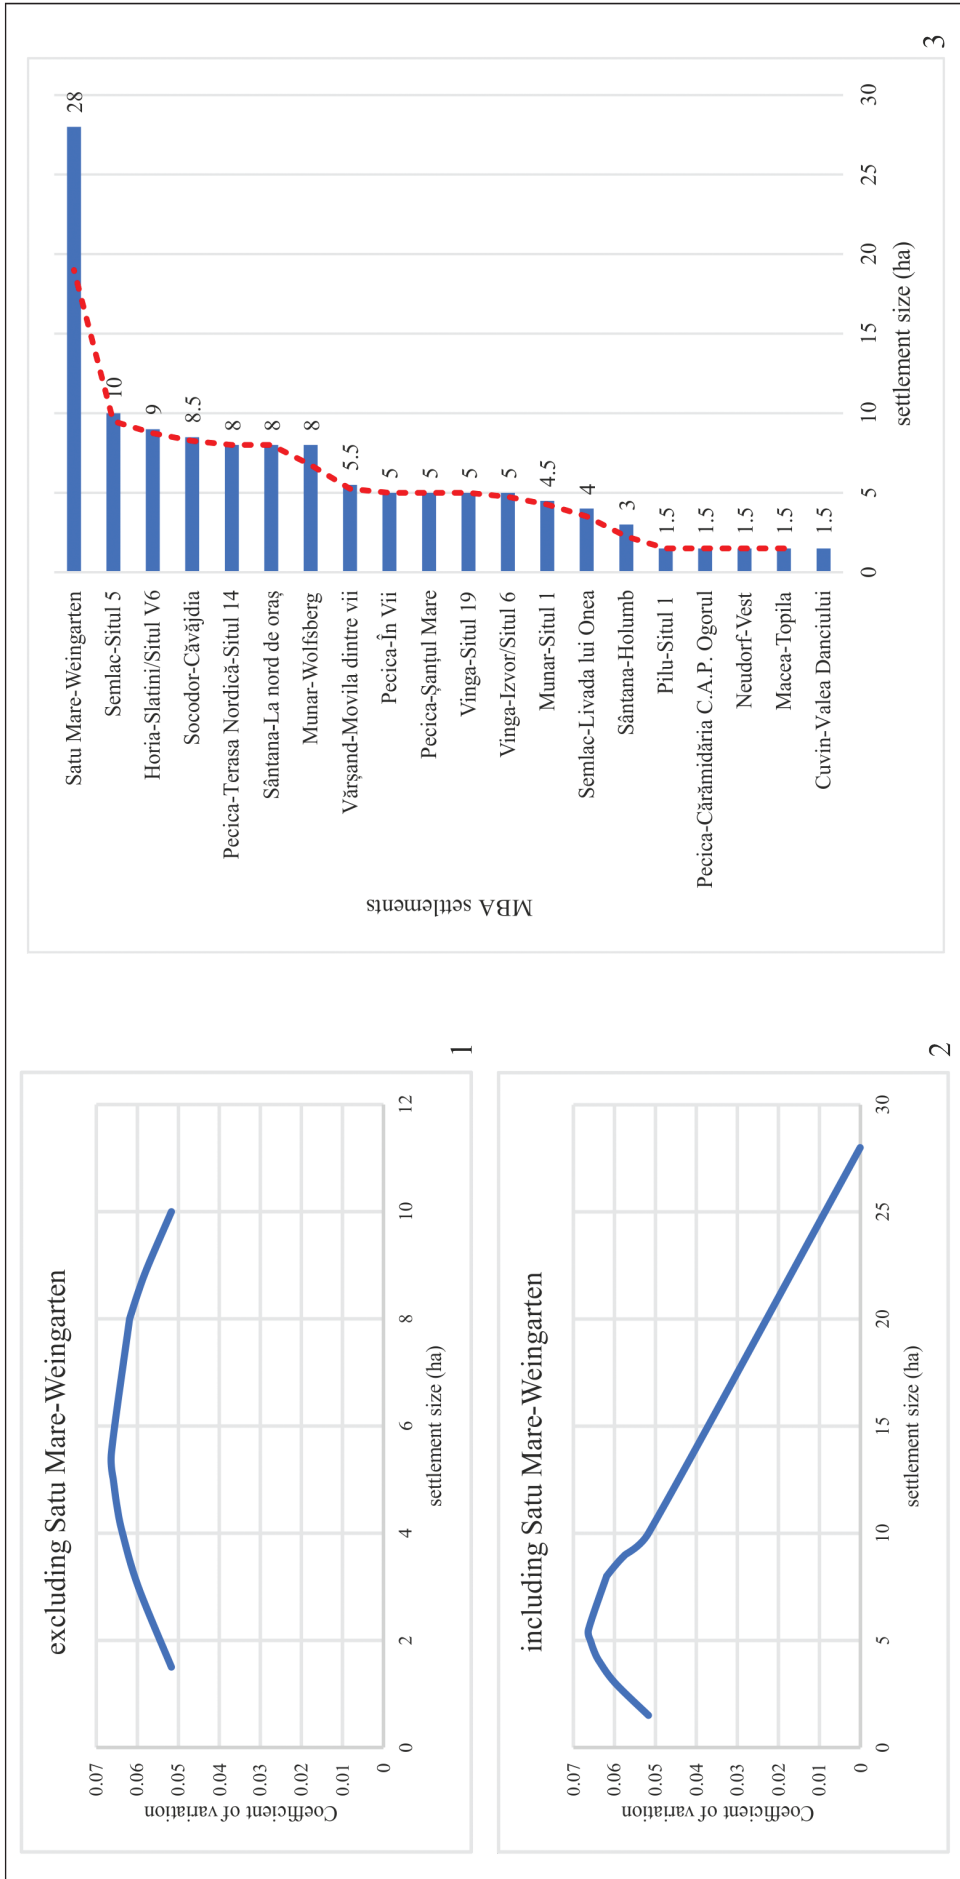 excluding Satu Mare-Weingarten
Coefficient of variation
0.07
0.06
0.05
0.04
0.03
0.02
0.01
0
0 2 4 6 8 10 12
settlement size (ha)
1
including Satu Mare-Weingarten
Coefficient of variation
0.07
0.06
0.05
0.04
0.03
0.02
0.01
0
0 5 10 15 20 25 30
settlement size (ha)
2
MBA settlements
Satu Mare-Weingarten 28
Semlac-Situl 5 10
Horia-Slatini/Situl V6 9
Socodor-Căvăjdia 8.5
Pecica-Terasa Nordică-Situl 14 8
Sântana-La nord de oraș 8
Munar-Wolfsberg 8
Vărșand-Movila dintre vii 5.5
Pecica-În Vii 5
Pecica-Șanțul Mare 5
Vinga-Situl 19 5
Vinga-Izvor/Situl 6 5
Munar-Situl 1 4.5
Semlac-Livada lui Onea 4
Sântana-Holumb 3
Pilu-Situl 1 1.5
Pecica-Cărămidăria C.A.P. Ogorul 1.5
Neudorf-Vest 1.5
Macea-Topila 1.5
Cuvin-Valea Danciului 1.5
0 5 10 15 20 25 30
settlement size (ha)
3